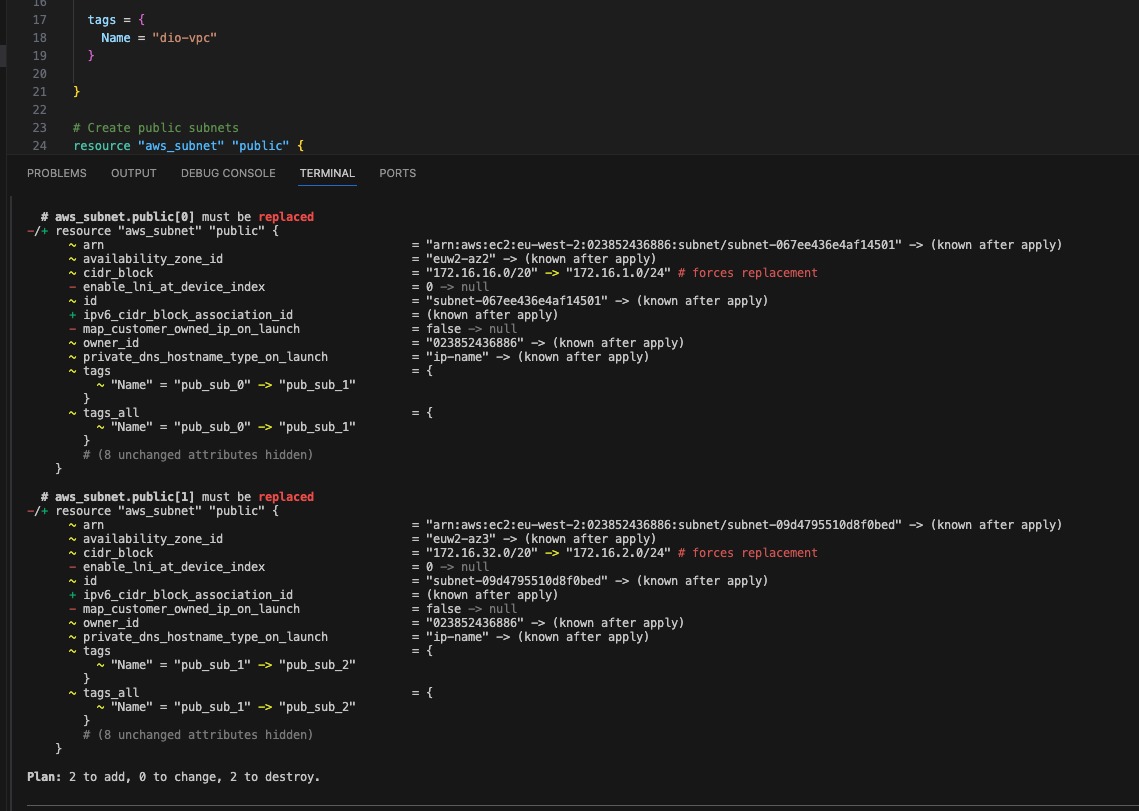 16
17 tags = {
18 Name = "dio-vpc"
19 }
20
21 }
22
23 # Create public subnets
24 resource "aws_subnet" "public" {
PROBLEMS OUTPUT DEBUG CONSOLE TERMINAL PORTS
# aws_subnet.public[0] must be replaced
-/+ resource "aws_subnet" "public" {
~ arn = "arn:aws:ec2:eu-west-2:023852436886:subnet/subnet-067ee436e4af14501" -> (known after apply)
~ availability_zone_id = "euw2-az2" -> (known after apply)
~ cidr_block = "172.16.16.0/20" -> "172.16.1.0/24" # forces replacement
- enable_lni_at_device_index = 0 -> null
~ id = "subnet-067ee436e4af14501" -> (known after apply)
+ ipv6_cidr_block_association_id = (known after apply)
- map_customer_owned_ip_on_launch = false -> null
~ owner_id = "023852436886" -> (known after apply)
~ private_dns_hostname_type_on_launch = "ip-name" -> (known after apply)
~ tags = {
~ "Name" = "pub_sub_0" -> "pub_sub_1"
}
~ tags_all = {
~ "Name" = "pub_sub_0" -> "pub_sub_1"
}
# (8 unchanged attributes hidden)
}
# aws_subnet.public[1] must be replaced
-/+ resource "aws_subnet" "public" {
~ arn = "arn:aws:ec2:eu-west-2:023852436886:subnet/subnet-09d4795510d8f0bed" -> (known after apply)
~ availability_zone_id = "euw2-az3" -> (known after apply)
~ cidr_block = "172.16.32.0/20" -> "172.16.2.0/24" # forces replacement
- enable_lni_at_device_index = 0 -> null
~ id = "subnet-09d4795510d8f0bed" -> (known after apply)
+ ipv6_cidr_block_association_id = (known after apply)
- map_customer_owned_ip_on_launch = false -> null
~ owner_id = "023852436886" -> (known after apply)
~ private_dns_hostname_type_on_launch = "ip-name" -> (known after apply)
~ tags = {
~ "Name" = "pub_sub_1" -> "pub_sub_2"
}
~ tags_all = {
~ "Name" = "pub_sub_1" -> "pub_sub_2"
}
# (8 unchanged attributes hidden)
}
Plan: 2 to add, 0 to change, 2 to destroy.